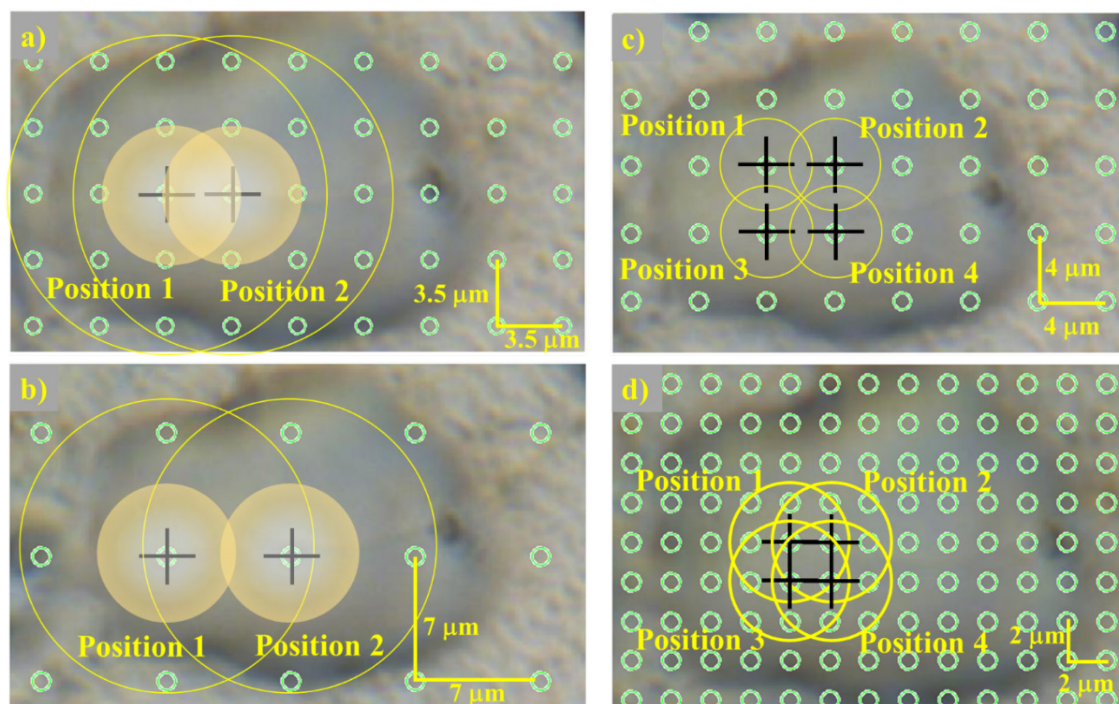 a)
Position 1
Position 2
3.5 μm
3.5 μm
b)
Position 1
Position 2
7 μm
7 μm
c)
Position 1
Position 2
Position 3
Position 4
4 μm
4 μm
d)
Position 1
Position 2
Position 3
Position 4
2 μm
2 μm